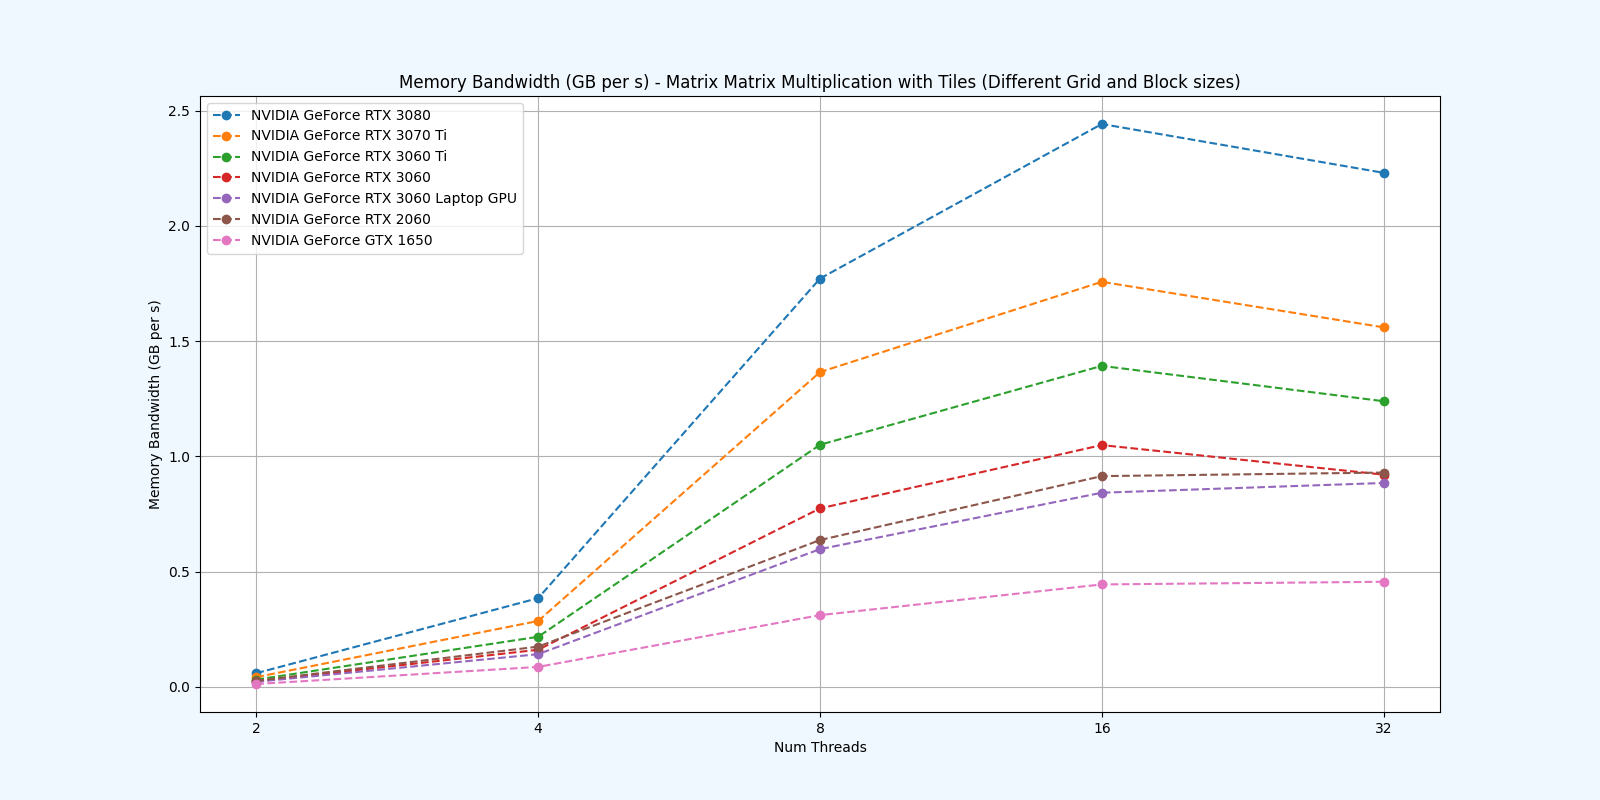 Memory Bandwidth (GB per s) - Matrix Matrix Multiplication with Tiles (Different Grid and Block sizes)
NVIDIA GeForce RTX 3080
NVIDIA GeForce RTX 3070 Ti
NVIDIA GeForce RTX 3060 Ti
NVIDIA GeForce RTX 3060
NVIDIA GeForce RTX 3060 Laptop GPU
NVIDIA GeForce RTX 2060
NVIDIA GeForce GTX 1650
Memory Bandwidth (GB per s)
2.5
2.0
1.5
1.0
0.5
0.0
2 4 8 16 32
Num Threads